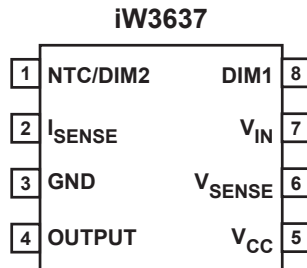 iW3637
1 NTC/DIM2 DIM1 8
2 ISENSE VIN 7
3 GND VSENSE 6
4 OUTPUT VCC 5